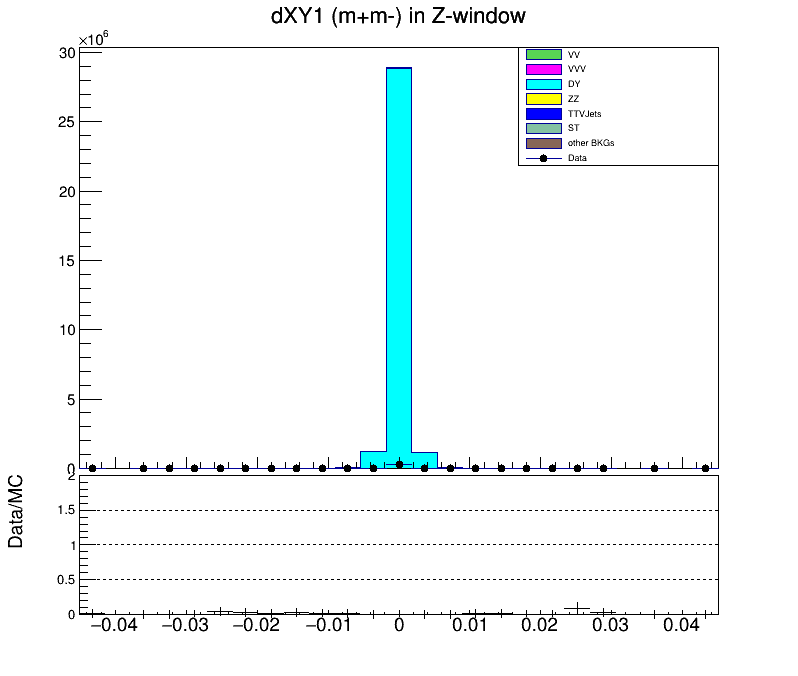 dXY1 (m+m-) in Z-window
×10⁶
30
25
20
15
10
5
0
VV
VVV
DY
ZZ
TTVJets
ST
other BKGs
Data
Data/MC
2
1.5
1
0.5
0
−0.04 −0.03 −0.02 −0.01 0 0.01 0.02 0.03 0.04